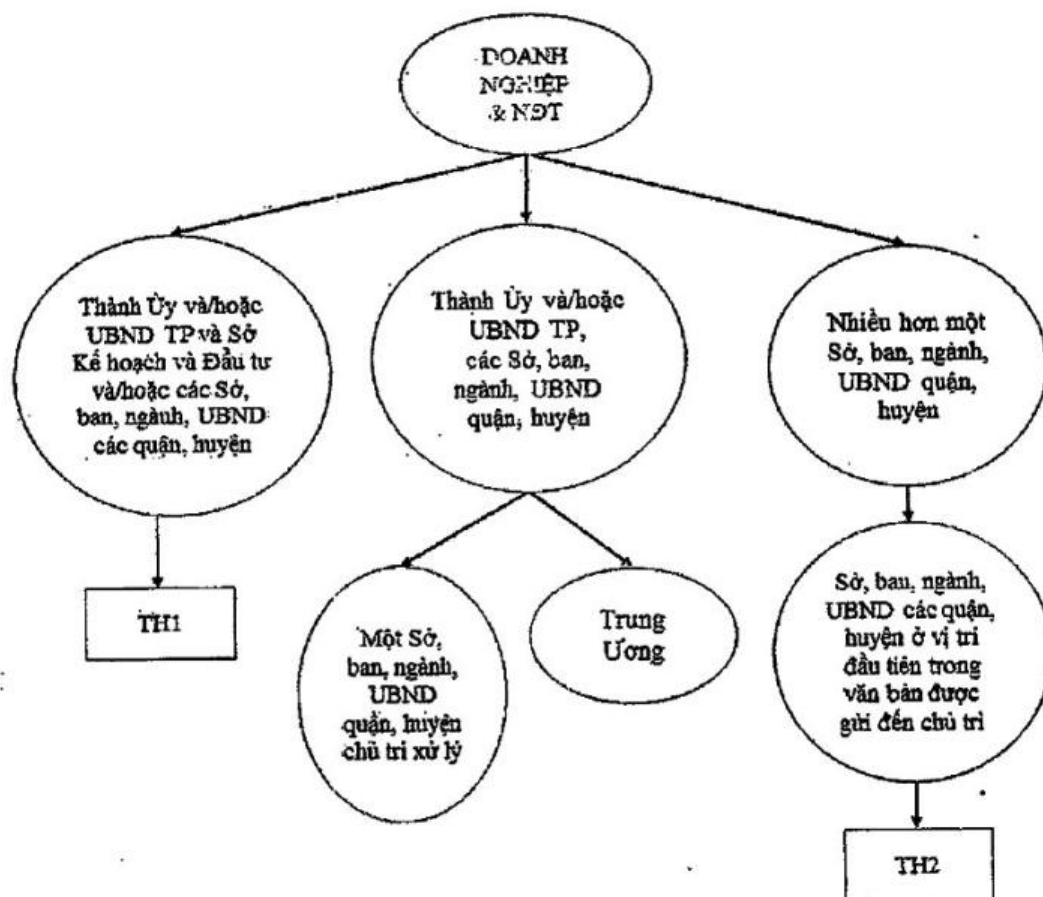 DOANH
NGHIỆP
& NĐT
Thành Ủy và/hoặc
UBND TP và Sở
Kế hoạch và Đầu tư
và/hoặc các Sở,
ban, ngành, UBND
các quận, huyện
TH1
Thành Ủy và/hoặc
UBND TP,
các Sở, ban,
ngành, UBND
quận, huyện
Một Sở,
ban, ngành,
UBND
quận, huyện
chủ trì xử lý
Trung
Ương
Nhiều hơn một
Sở, ban, ngành,
UBND quận,
huyện
Sở, ban, ngành,
UBND các quận,
huyện ở vị trí
đầu tiên trong
văn bản được
gửi đến chủ trì
TH2